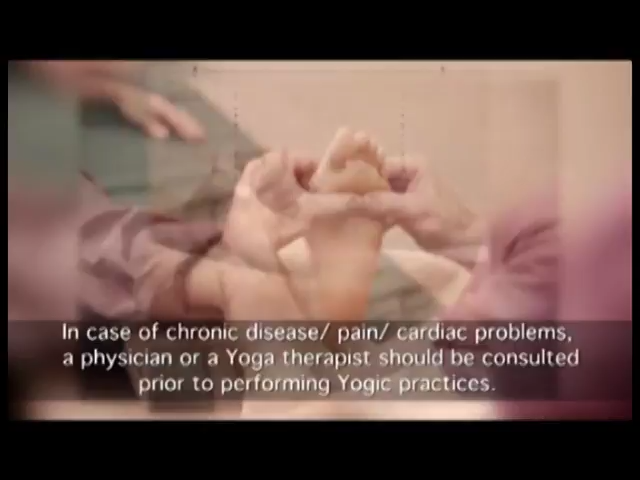 In case of chronic disease/ pain/ cardiac problems,
a physician or a Yoga therapist should be consulted
prior to performing Yogic practices.